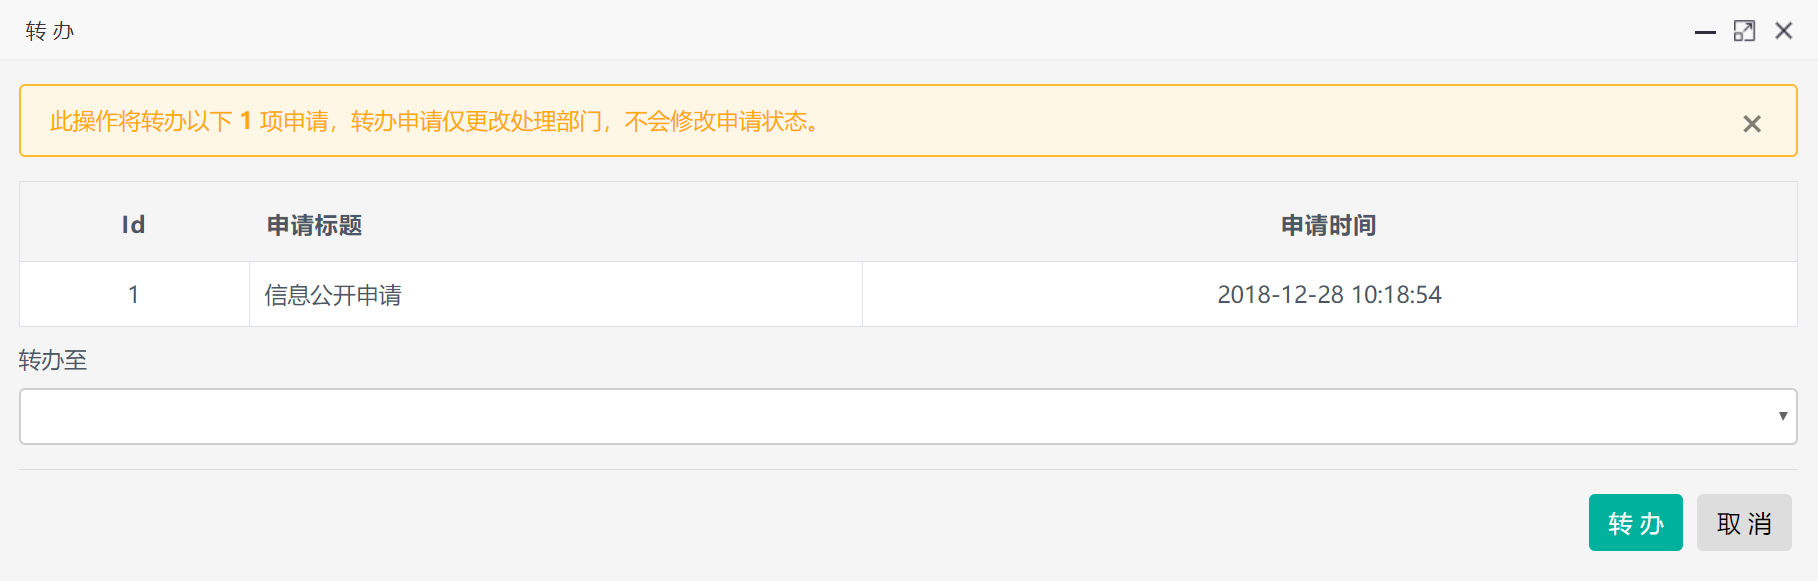 转 办
此操作将转办以下 1 项申请，转办申请仅更改处理部门，不会修改申请状态。
Id 申请标题 申请时间
1 信息公开申请 2018-12-28 10:18:54
转办至
转 办 取 消